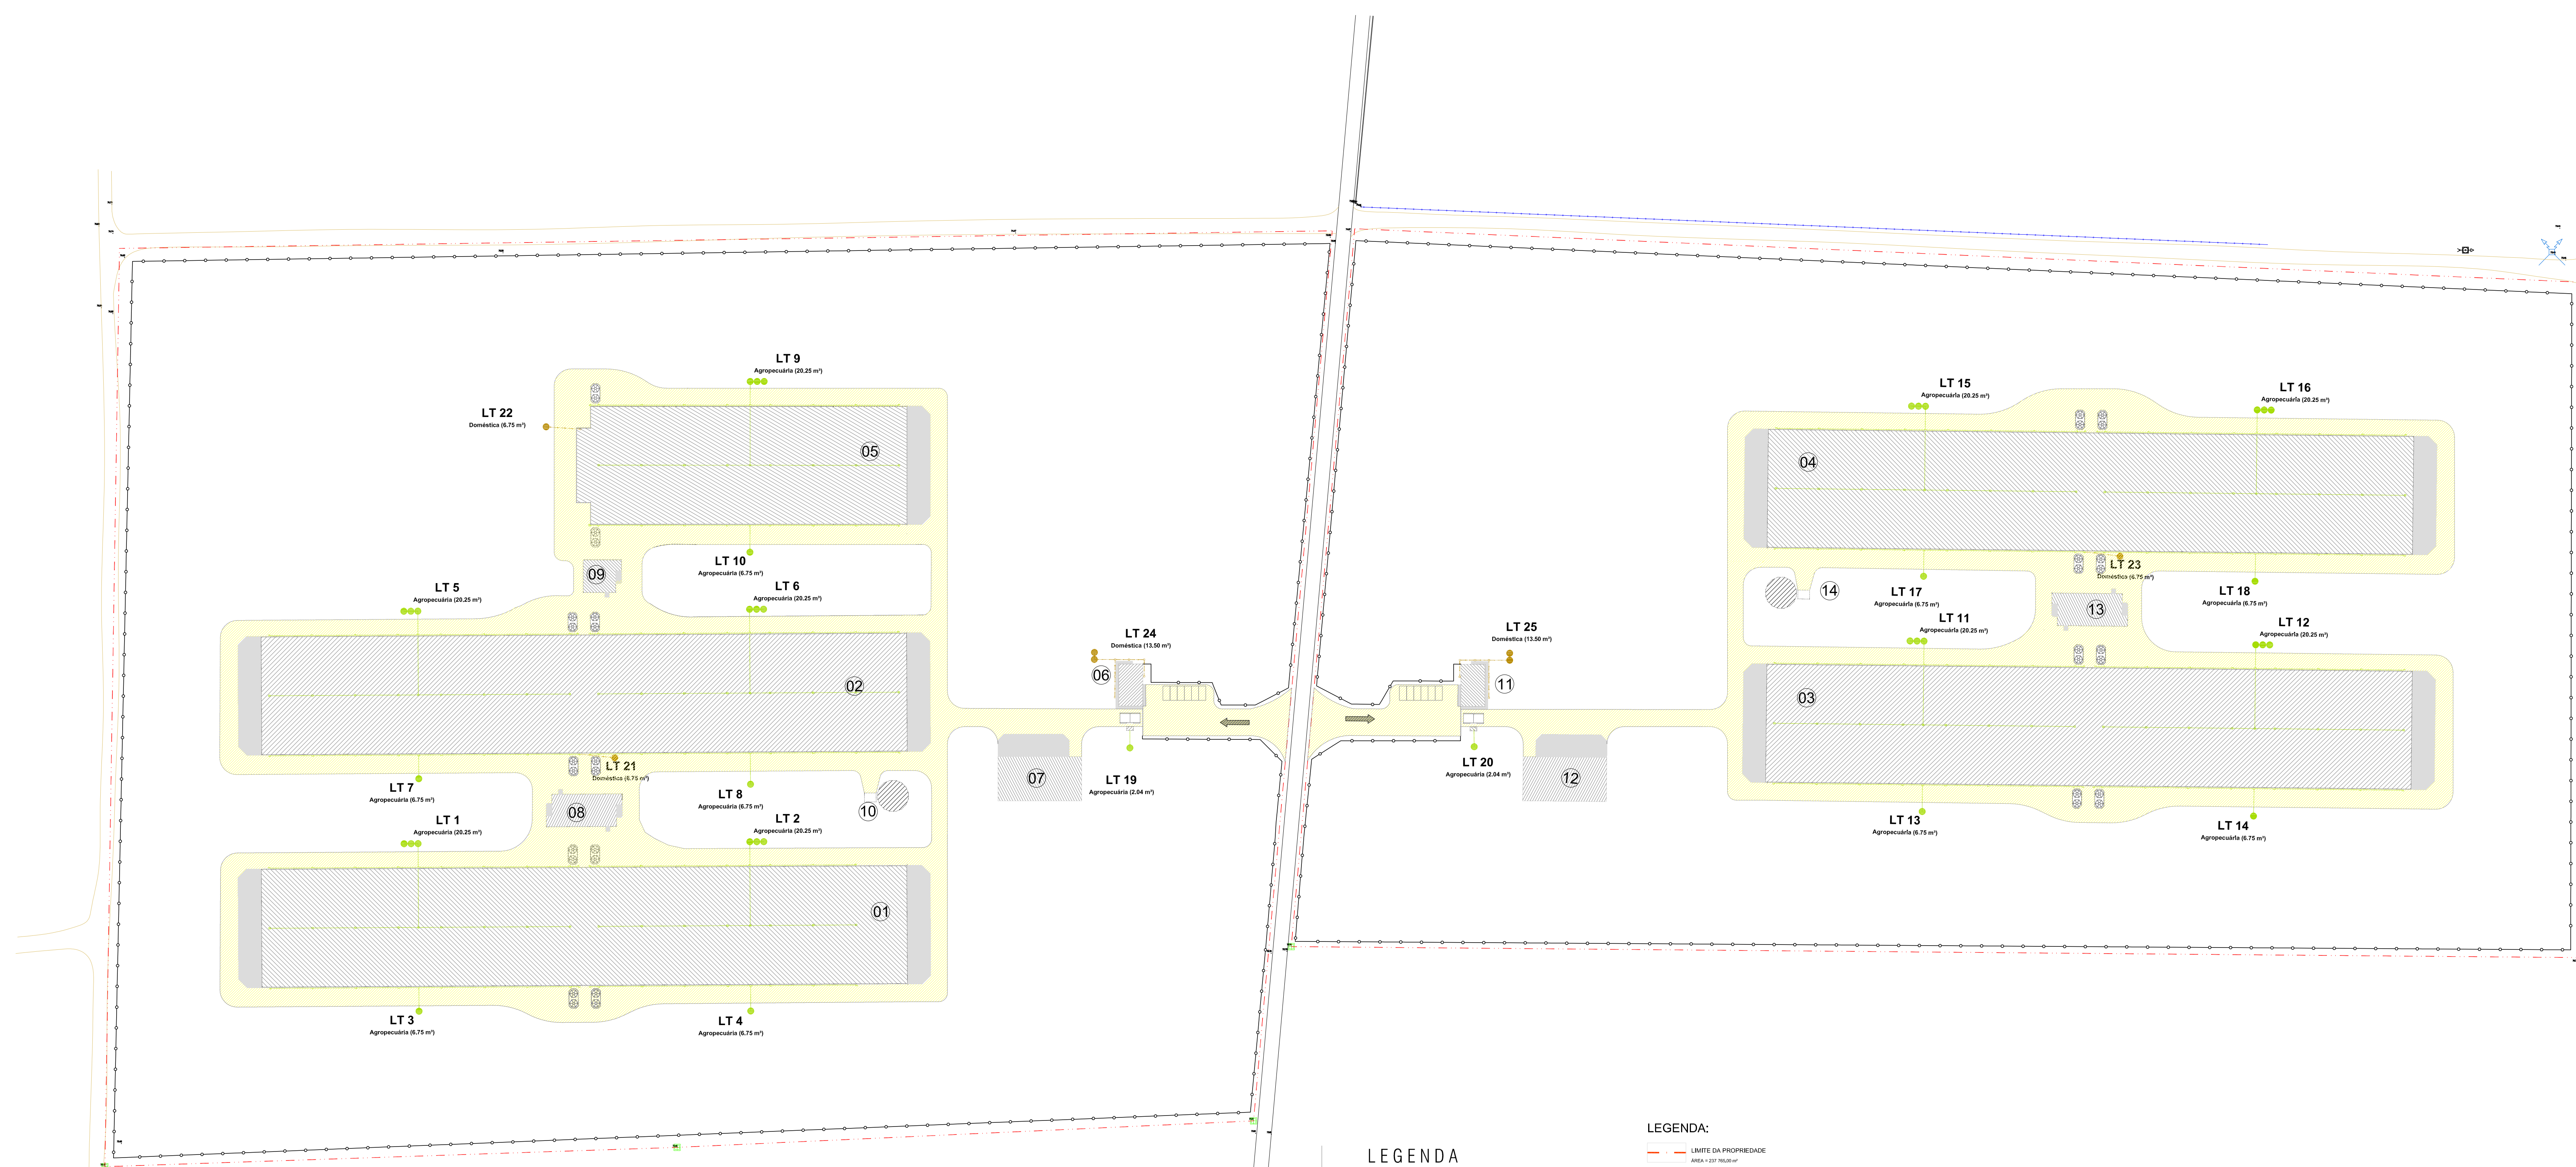 LT 9
Agropecuária (20.25 m³)
LT 22
Doméstica (6.75 m³)
05
LT 10
Agropecuária (6.75 m³)
09
LT 5
Agropecuária (20.25 m³)
LT 6
Agropecuária (20.25 m³)
02
LT 21
Doméstica (6.75 m³)
LT 7
Agropecuária (6.75 m³)
LT 8
Agropecuária (6.75 m³)
08
10
LT 1
Agropecuária (20.25 m³)
LT 2
Agropecuária (20.25 m³)
01
LT 3
Agropecuária (6.75 m³)
LT 4
Agropecuária (6.75 m³)
LT 24
Doméstica (13.50 m³)
06
07
LT 19
Agropecuária (2.04 m³)
LT 25
Doméstica (13.50 m³)
11
LT 20
Agropecuária (2.04 m³)
12
LT 15
Agropecuária (20.25 m³)
LT 16
Agropecuária (20.25 m³)
04
LT 23
Doméstica (6.75 m³)
14
LT 17
Agropecuária (6.75 m³)
LT 18
Agropecuária (6.75 m³)
13
LT 11
Agropecuária (20.25 m³)
LT 12
Agropecuária (20.25 m³)
03
LT 13
Agropecuária (6.75 m³)
LT 14
Agropecuária (6.75 m³)
LEGENDA
LEGENDA:
LIMITE DA PROPRIEDADE
ÁREA = 237.765,00 m²